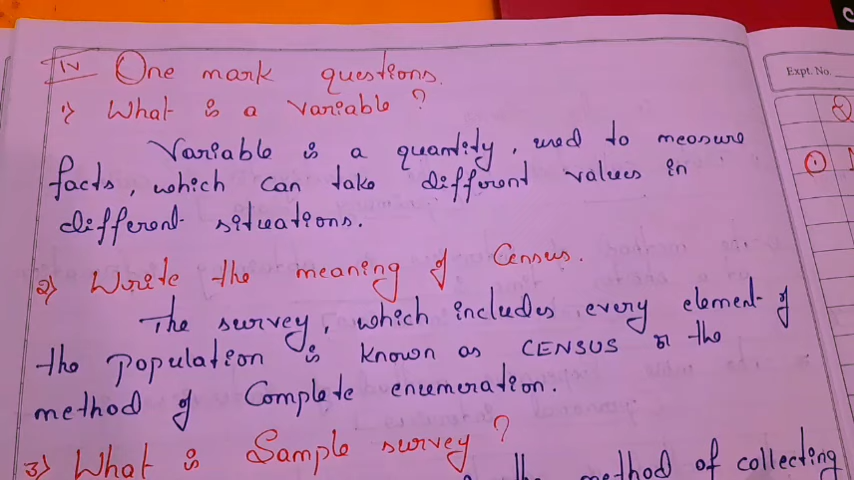 IV One mark questions.
1) What is a variable ?
Variable is a quantity, used to measure
facts, which can take different values in
different situations.
2) Write the meaning of Census.
The survey, which includes every element of
the population is known as CENSUS or the
method of Complete enumeration.
3) What is Sample survey ?
the method of collecting
Expt. No.
1